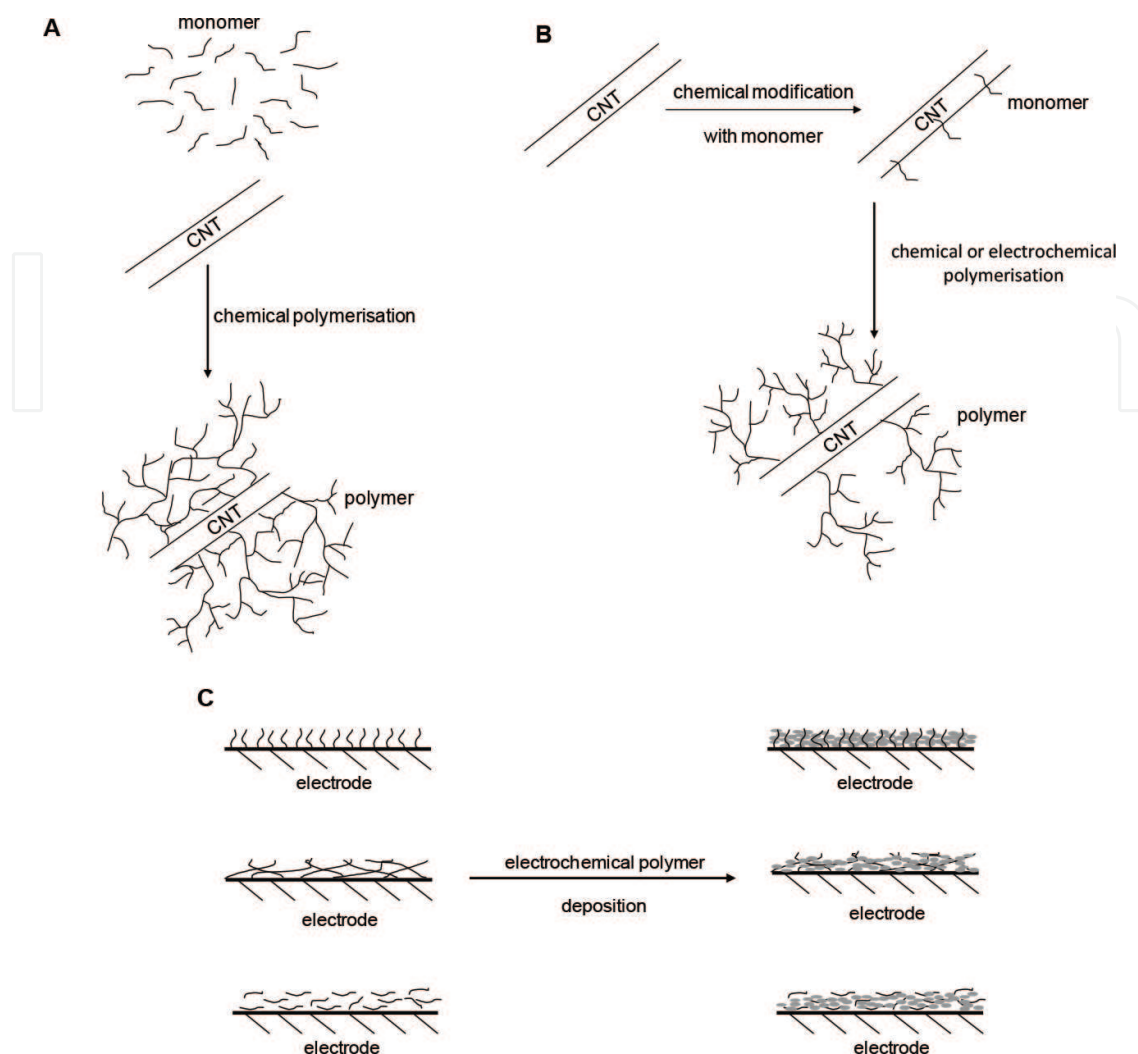 A
monomer
CNT
chemical polymerisation
CNT
polymer
B
CNT
chemical modification
with monomer
CNT
monomer
chemical or electrochemical
polymerisation
CNT
polymer
C
electrode
electrode
electrode
electrochemical polymer
deposition
electrode
electrode
electrode